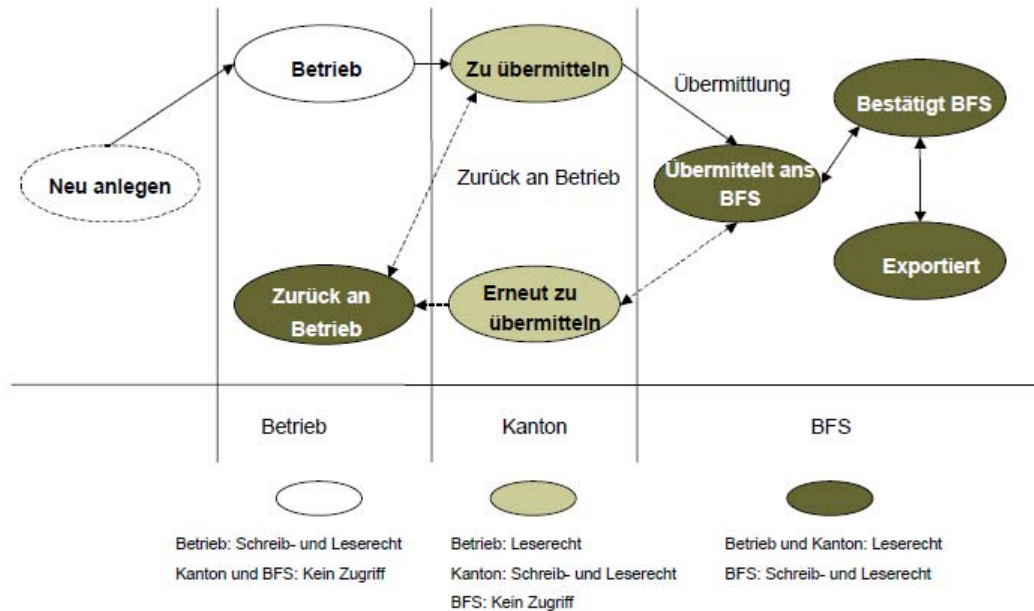 Betrieb
Zu übermitteln
Übermittlung
Bestätigt BFS
Neu anlegen
Zurück an Betrieb
Übermittelt ans
BFS
Zurück an
Betrieb
Erneut zu
übermitteln
Exportiert
Betrieb
Kanton
BFS
Betrieb: Schreib- und Leserecht
Kanton und BFS: Kein Zugriff
Betrieb: Leserecht
Kanton: Schreib- und Leserecht
BFS: Kein Zugriff
Betrieb und Kanton: Leserecht
BFS: Schreib- und Leserecht